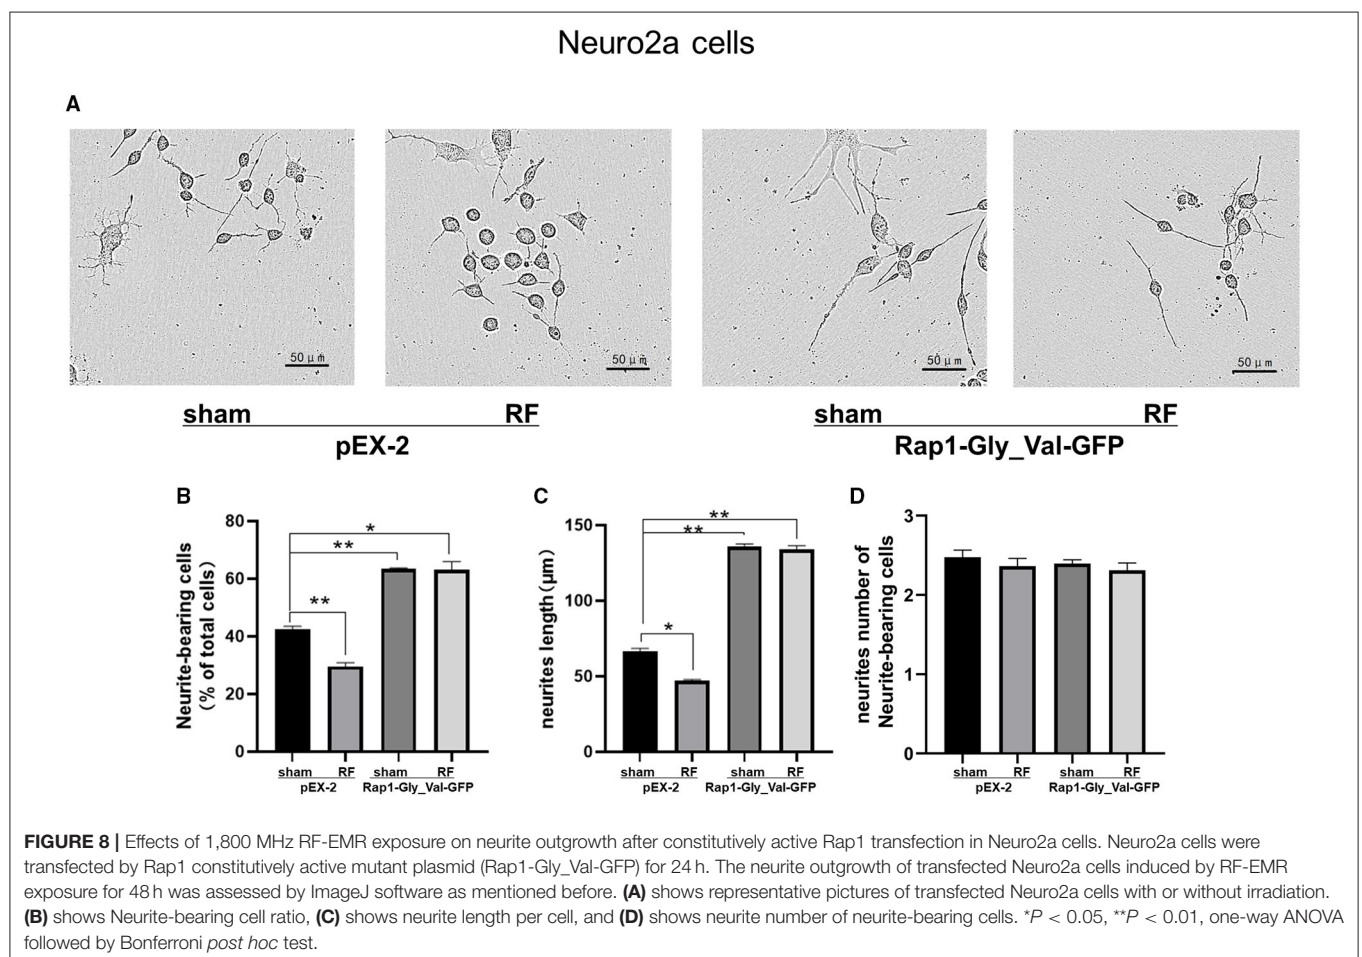 Neuro2a cells
A
50 μm 50 μm 50 μm 50 μm
sham RF sham RF
pEX-2 Rap1-Gly_Val-GFP
B
Neurite-bearing cells
(% of total cells)
80
60
40
20
0
* ** **
sham RF sham RF
pEX-2 Rap1-Gly_Val-GFP
C
neurites length (μm)
150
100
50
0
** ** *
sham RF sham RF
pEX-2 Rap1-Gly_Val-GFP
D
neurites number of
Neurite-bearing cells
3
2
1
0
sham RF sham RF
pEX-2 Rap1-Gly_Val-GFP
FIGURE 8 | Effects of 1,800 MHz RF-EMR exposure on neurite outgrowth after constitutively active Rap1 transfection in Neuro2a cells. Neuro2a cells were
transfected by Rap1 constitutively active mutant plasmid (Rap1-Gly_Val-GFP) for 24 h. The neurite outgrowth of transfected Neuro2a cells induced by RF-EMR
exposure for 48 h was assessed by ImageJ software as mentioned before. (A) shows representative pictures of transfected Neuro2a cells with or without irradiation.
(B) shows Neurite-bearing cell ratio, (C) shows neurite length per cell, and (D) shows neurite number of neurite-bearing cells. *P < 0.05, **P < 0.01, one-way ANOVA
followed by Bonferroni post hoc test.